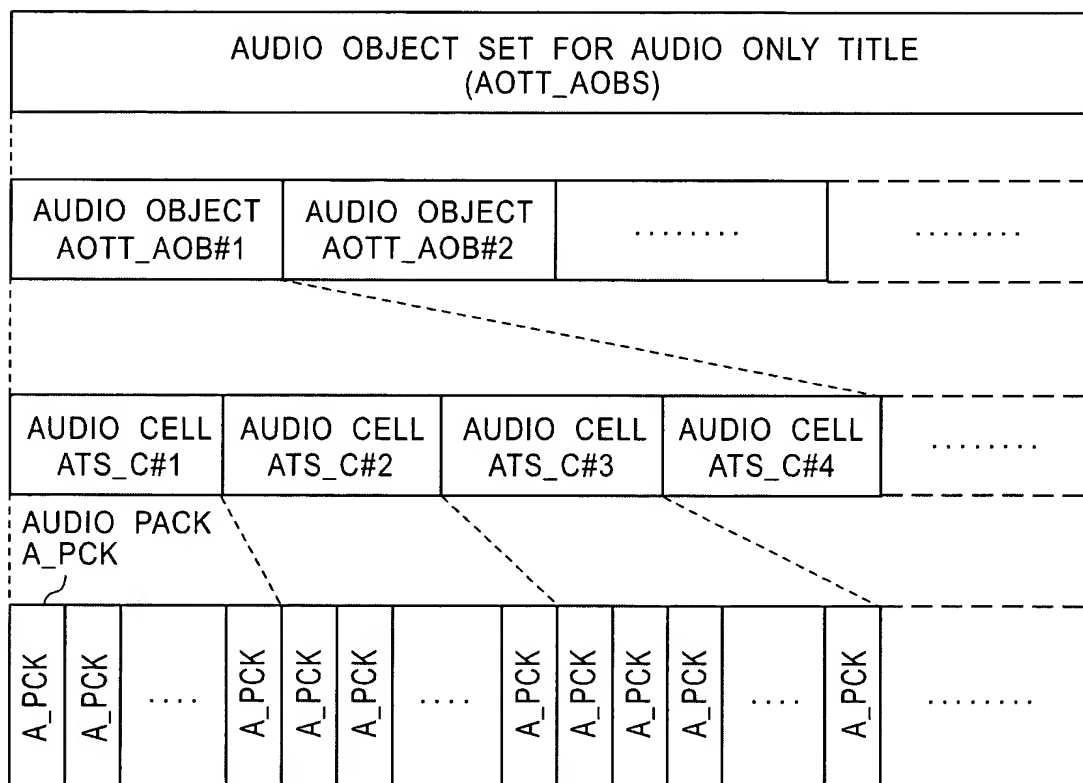 AUDIO OBJECT SET FOR AUDIO ONLY TITLE
(AOTT_AOBS)
AUDIO OBJECT
AOTT_AOB#1
AUDIO OBJECT
AOTT_AOB#2
........
........
AUDIO CELL
ATS_C#1
AUDIO CELL
ATS_C#2
AUDIO CELL
ATS_C#3
AUDIO CELL
ATS_C#4
........
AUDIO PACK
A_PCK
A_PCK
A_PCK
....
A_PCK
A_PCK
A_PCK
....
A_PCK
A_PCK
A_PCK
A_PCK
....
A_PCK
........